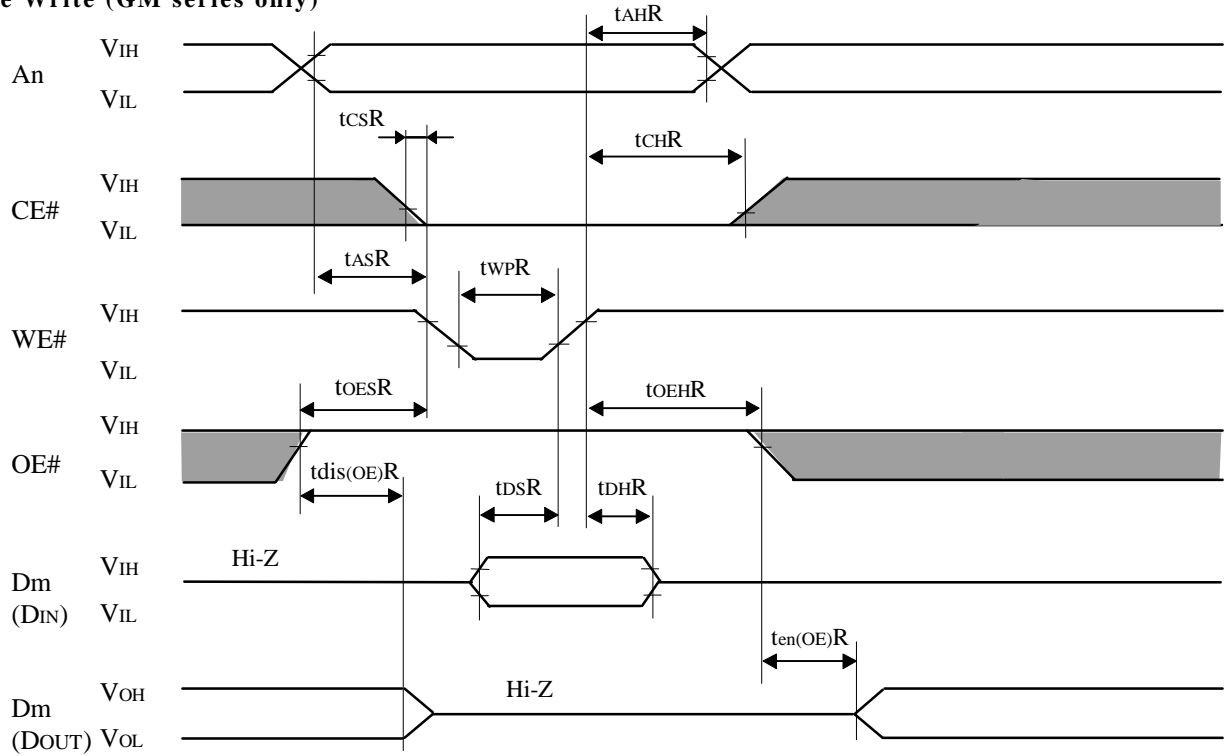 e Write (GM series only)
tAHR
VIH
An
VIL
tCSR
tCHR
VIH
CE#
VIL
tASR
tWPR
VIH
WE#
VIL
tOESR
tOEHR
VIH
OE#
VIL
tdis(OE)R
tDSR
tDHR
Hi-Z
VIH
Dm
(DIN)
VIL
ten(OE)R
Hi-Z
VOH
Dm
(DOUT)
VOL